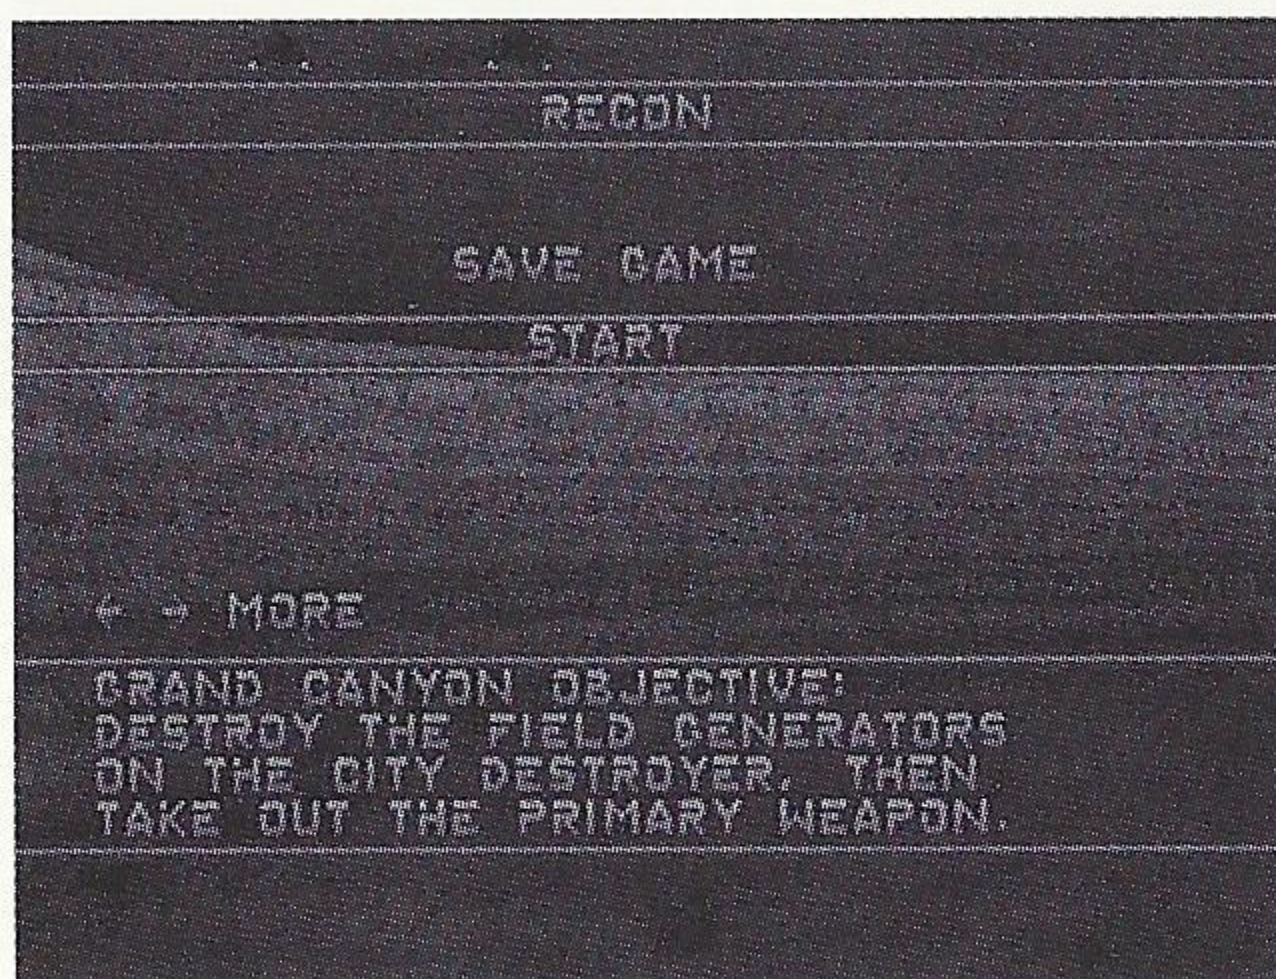 RECON
SAVE GAME
START
← → MORE
GRAND CANYON OBJECTIVE:
DESTROY THE FIELD GENERATORS
ON THE CITY DESTROYER, THEN
TAKE OUT THE PRIMARY WEAPON.